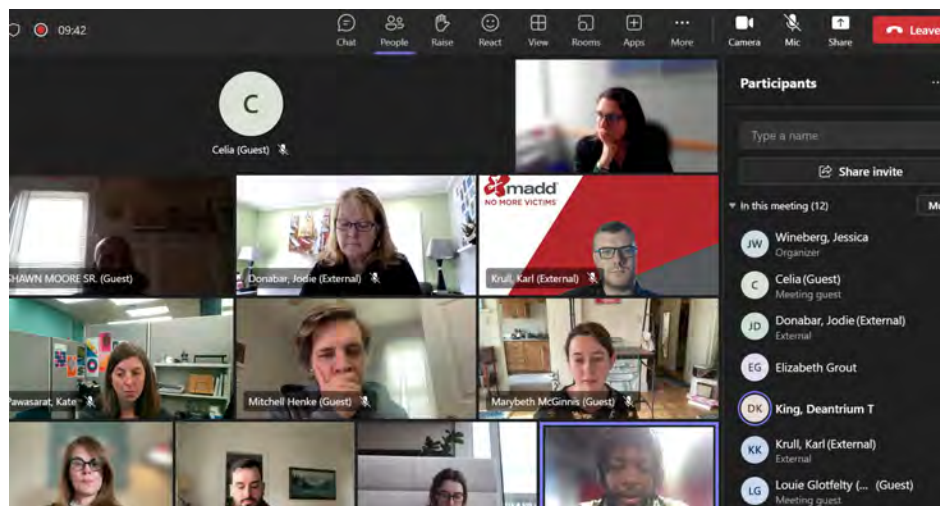 09:42
Chat People Raise React View Rooms Apps More Camera Mic Share Leave
C
Celia (Guest)
Participants
Type a name
Share invite
In this meeting (12)
JW Wineberg, Jessica
Organizer
C Celia (Guest)
Meeting guest
JD Donabar, Jodie (External)
External
EG Elizabeth Grout
DK King, Deantrium T
KK Krull, Karl (External)
External
LG Louie Glotfelty (... (Guest)
Meeting guest
madd
NO MORE VICTIMS
SHAWN MOORE SR. (Guest)
Donabar, Jodie (External)
Krull, Karl (External)
Pawasarat, Kate
Mitchell Henke (Guest)
Marybeth McGinnis (Guest)